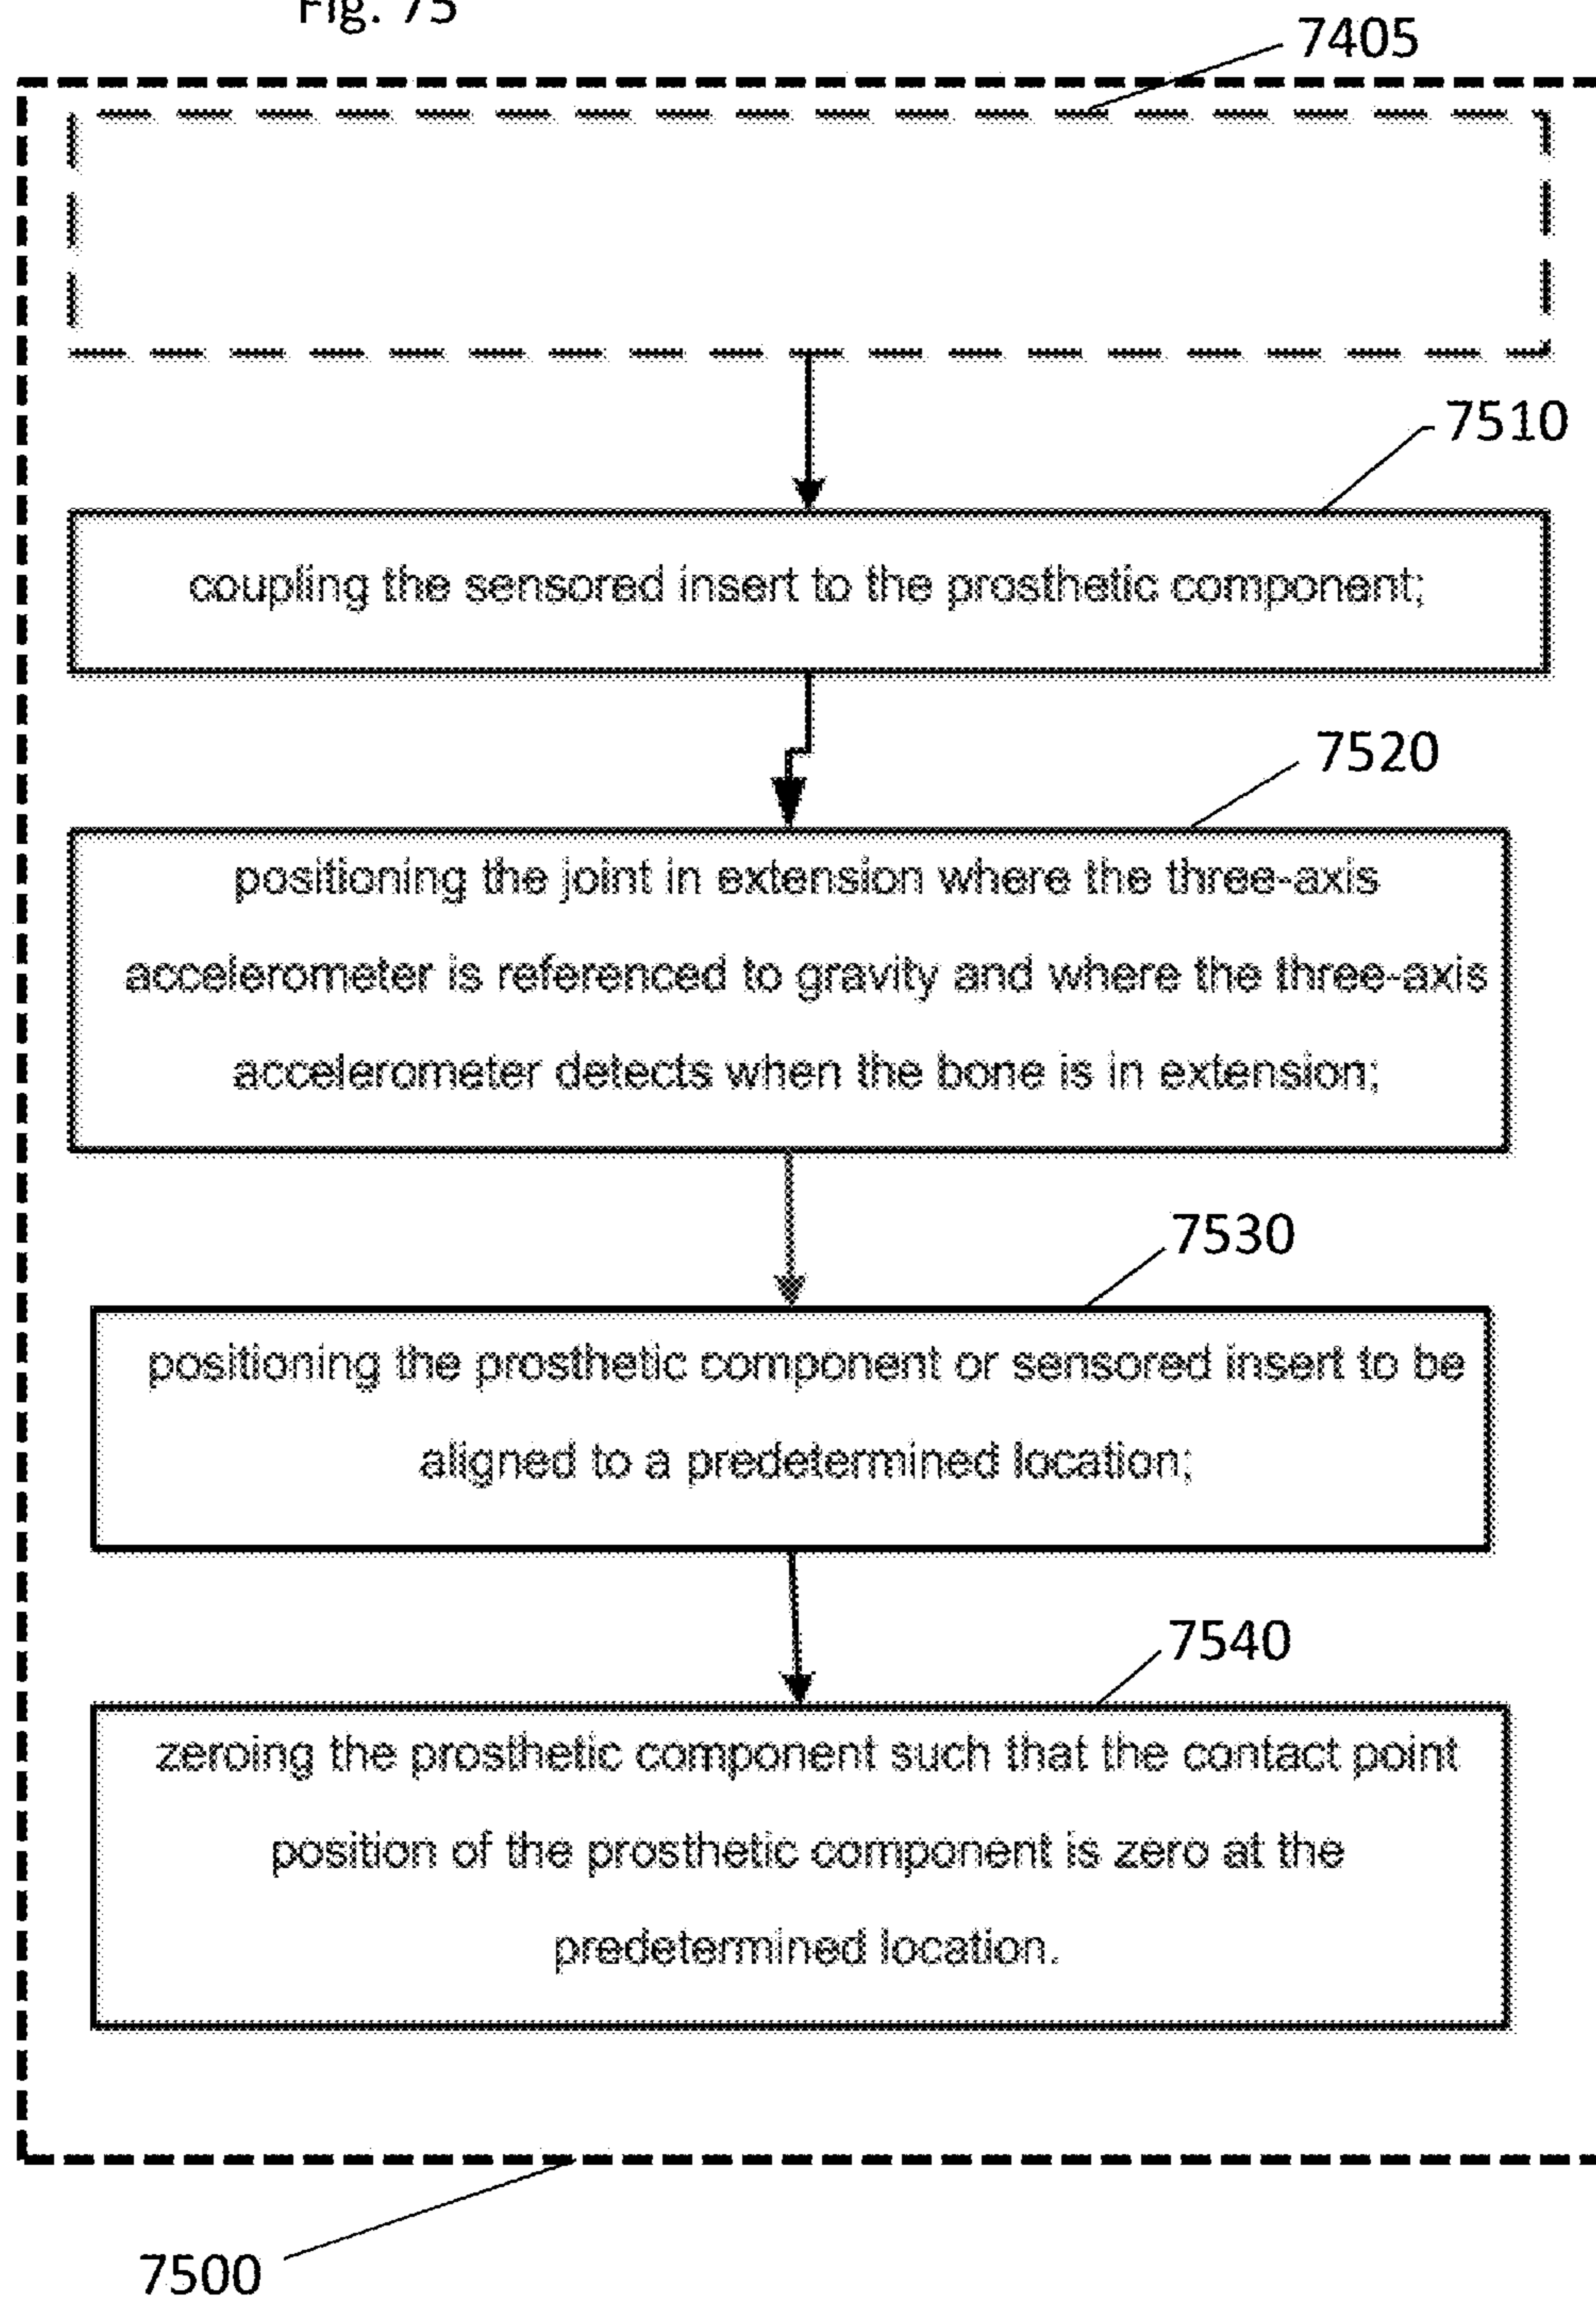 Fig. 75
7405
7510
coupling the sensored insert to the prosthetic component;
7520
positioning the joint in extension where the three-axis
accelerometer is referenced to gravity and where the three-axis
accelerometer detects when the bone is in extension;
7530
positioning the prosthetic component or sensored insert to be
aligned to a predetermined location;
7540
zeroing the prosthetic component such that the contact point
position of the prosthetic component is zero at the
predetermined location.
7500